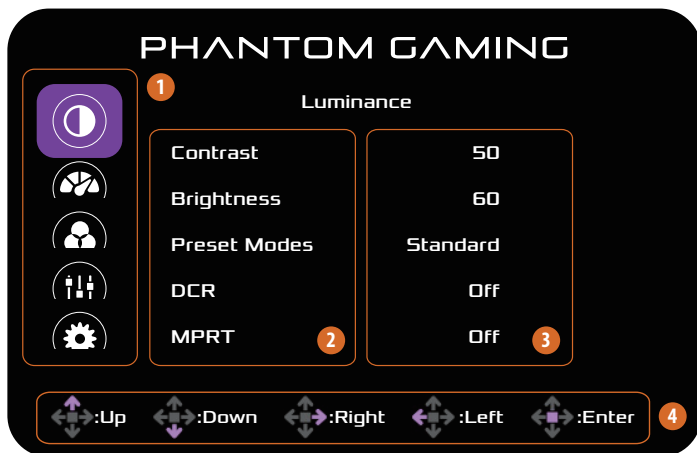 PHANTOM GAMING
1
Luminance
Contrast 50
Brightness 60
Preset Modes Standard
DCR Off
MPRT 2 Off 3
:Up :Down :Right :Left :Enter 4